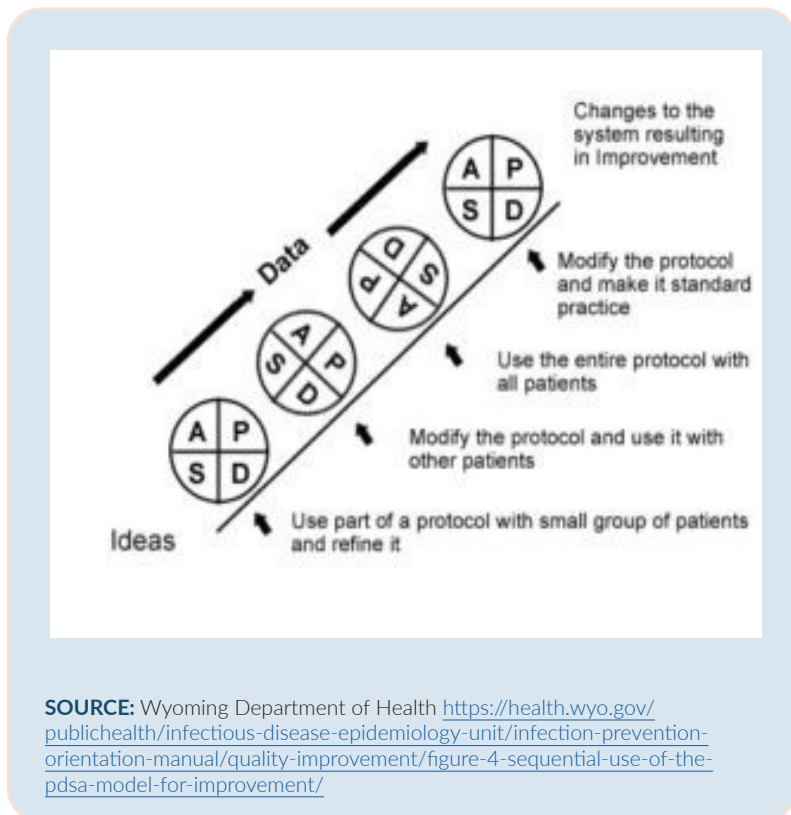 Changes to the
system resulting
in Improvement
A P
S D
Data
D
S
P
A
Modify the protocol
and make it standard
practice
A
S
P
D
Use the entire protocol with
all patients
A P
S D
Modify the protocol and use it with
other patients
Ideas
Use part of a protocol with small group of patients
and refine it
SOURCE: Wyoming Department of Health https://health.wyo.gov/
publichealth/infectious-disease-epidemiology-unit/infection-prevention-
orientation-manual/quality-improvement/figure-4-sequential-use-of-the-
pdsa-model-for-improvement/